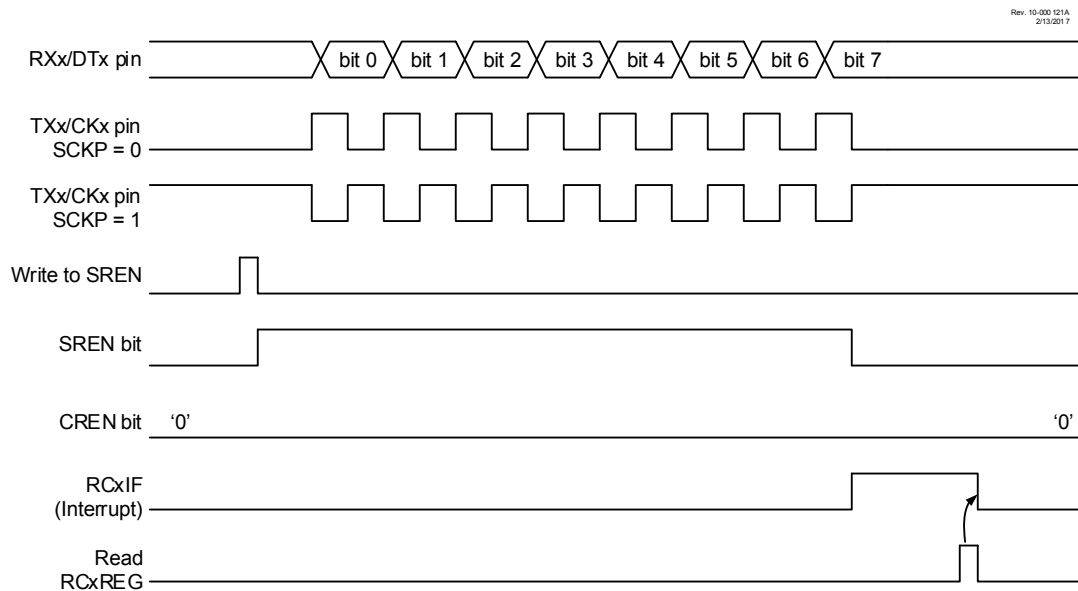 Rev. 10-000 121A
2/13/201 7
RXx/DTx pin
bit 0 bit 1 bit 2 bit 3 bit 4 bit 5 bit 6 bit 7
TXx/CKx pin
SCKP = 0
TXx/CKx pin
SCKP = 1
Write to SREN
SREN bit
CREN bit ‘0’ ‘0’
RCxIF
(Interrupt)
Read
RCxREG